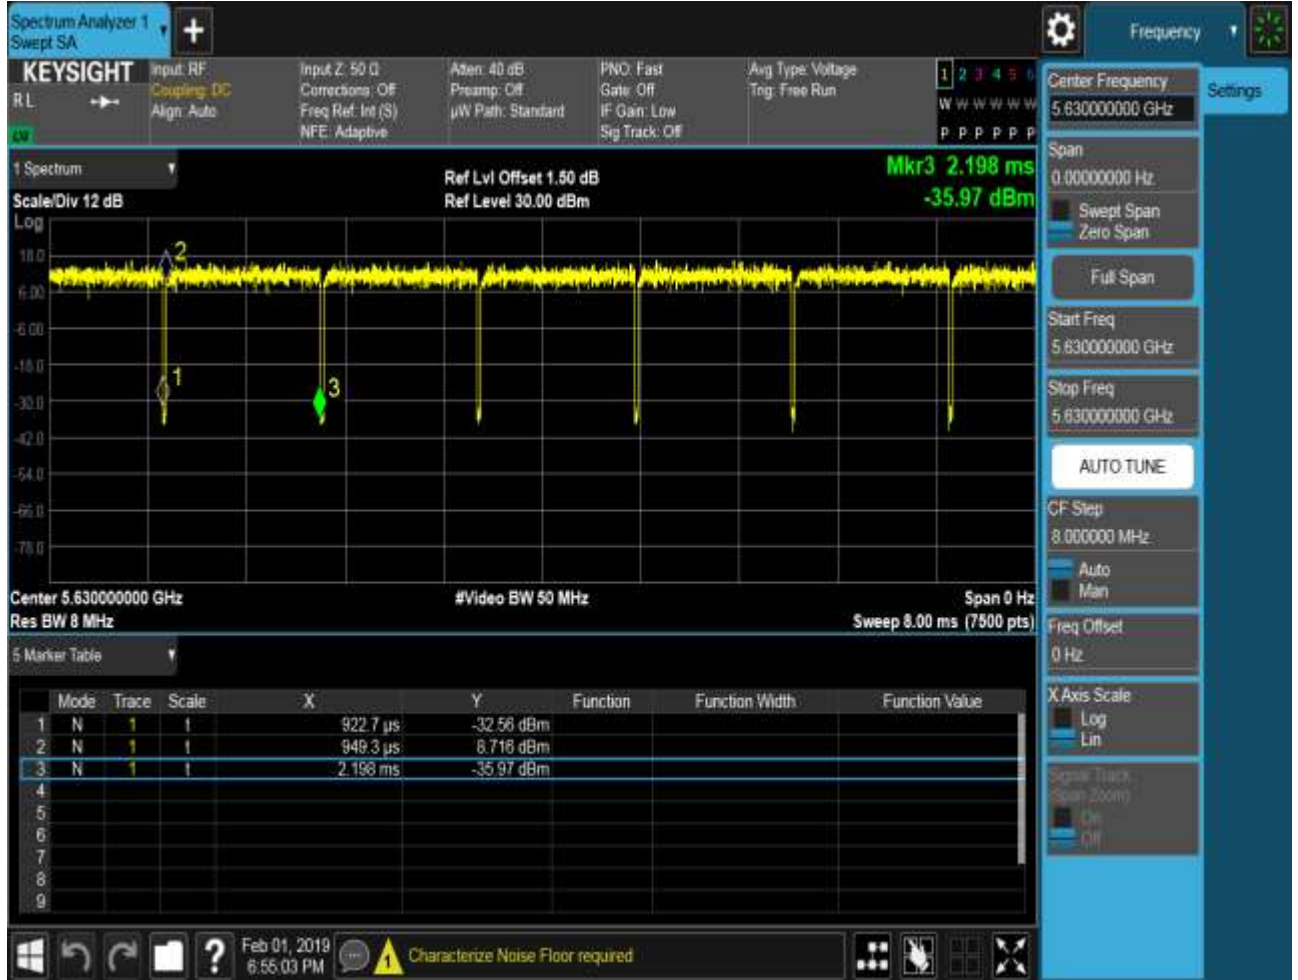 Spectrum Analyzer 1
Swept SA
+
Frequency
KEYSIGHT
RL
Input: RF
Coupling: DC
Align: Auto
Input Z: 50 Ω
Corrections: Off
Freq Ref: Int (S)
NFE: Adaptive
Atten: 40 dB
Preamp: Off
µW Path: Standard
PNO: Fast
Gate: Off
IF Gain: Low
Sig Track: Off
Avg Type: Voltage
Trig: Free Run
1 2 3 4 5 6
W W W W W W
P P P P P P
Center Frequency
5.630000000 GHz
Settings
Span
0.00000000 Hz
Swept Span
Zero Span
Full Span
Start Freq
5.630000000 GHz
Stop Freq
5.630000000 GHz
AUTO TUNE
CF Step
8.000000 MHz
Auto
Man
Freq Offset
0 Hz
X Axis Scale
Log
Lin
Signal Track
(Span Zoom)
On
Off
1 Spectrum
Scale/Div 12 dB
Ref Lvl Offset 1.50 dB
Ref Level 30.00 dBm
Mkr3 2.198 ms
-35.97 dBm
Log
18.0
6.00
-6.00
-18.0
-30.0
-42.0
-54.0
-66.0
-78.0
2
1
3
Center 5.630000000 GHz
#Video BW 50 MHz
Span 0 Hz
Res BW 8 MHz
Sweep 8.00 ms (7500 pts)
5 Marker Table
Mode Trace Scale X Y Function Function Width Function Value
1 N 1 t 922.7 µs -32.56 dBm
2 N 1 t 949.3 µs 8.716 dBm
3 N 1 t 2.198 ms -35.97 dBm
4
5
6
7
8
9
?
Feb 01, 2019
6:55:03 PM
1
Characterize Noise Floor required